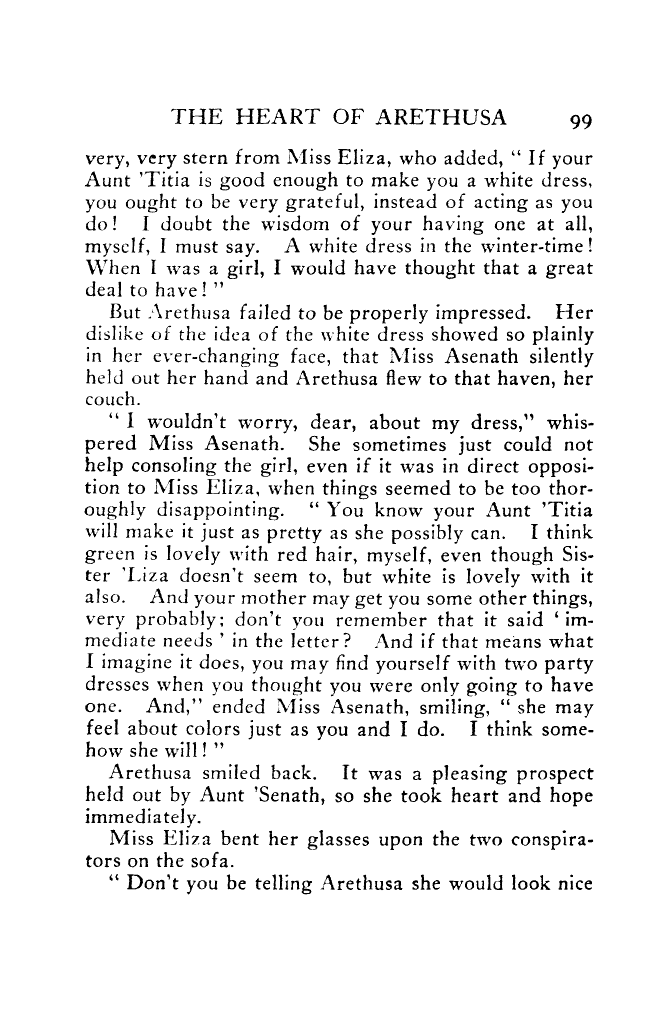 THE HEART OF ARETHUSA 99
very, very stern from Miss Eliza, who added, “ If your
Aunt 'Titia is good enough to make you a white dress,
you ought to be very grateful, instead of acting as you
do! I doubt the wisdom of your having one at all,
myself, I must say. A white dress in the winter-time!
When I was a girl, I would have thought that a great
deal to have! ”
But Arethusa failed to be properly impressed. Her
dislike of the idea of the white dress showed so plainly
in her ever-changing face, that Miss Asenath silently
held out her hand and Arethusa flew to that haven, her
couch.
“ I wouldn't worry, dear, about my dress,” whis-
pered Miss Asenath. She sometimes just could not
help consoling the girl, even if it was in direct opposi-
tion to Miss Eliza, when things seemed to be too thor-
oughly disappointing. “ You know your Aunt 'Titia
will make it just as pretty as she possibly can. I think
green is lovely with red hair, myself, even though Sis-
ter 'Liza doesn't seem to, but white is lovely with it
also. And your mother may get you some other things,
very probably; don't you remember that it said ‘ im-
mediate needs ’ in the letter? And if that means what
I imagine it does, you may find yourself with two party
dresses when you thought you were only going to have
one. And,” ended Miss Asenath, smiling, “ she may
feel about colors just as you and I do. I think some-
how she will! ”
Arethusa smiled back. It was a pleasing prospect
held out by Aunt 'Senath, so she took heart and hope
immediately.
Miss Eliza bent her glasses upon the two conspira-
tors on the sofa.
“ Don't you be telling Arethusa she would look nice